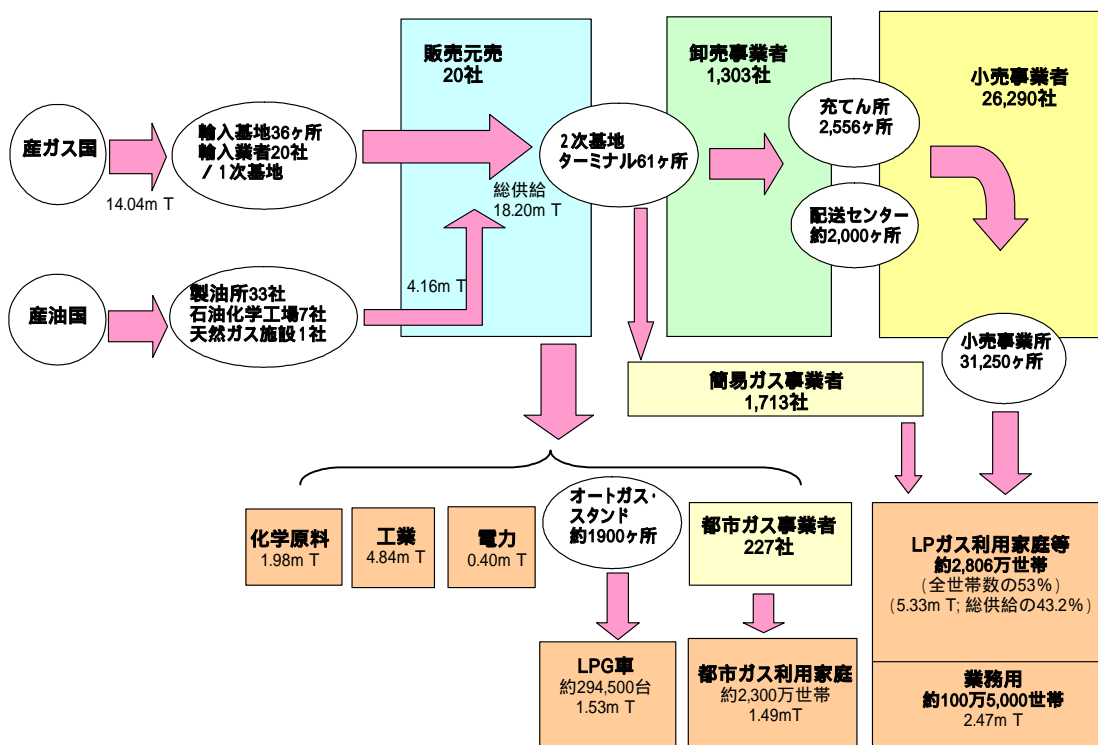 産ガス国
14.04m T
輸入基地36ヶ所
輸入業者20社
/ 1次基地
販売元売
20社
総供給
18.20m T
2次基地
ターミナル61ヶ所
卸売事業者
1,303社
充てん所
2,556ヶ所
配送センター
約2,000ヶ所
小売事業者
26,290社
産油国
製油所33社
石油化学工場7社
天然ガス施設1社
4.16m T
小売事業所
31,250ヶ所
簡易ガス事業者
1,713社
化学原料
1.98m T
工業
4.84m T
電力
0.40m T
オートガス・
スタンド
約1900ヶ所
都市ガス事業者
227社
LPガス利用家庭等
約2,806万世帯
(全世帯数の53%)
(5.33m T; 総供給の43.2%)
LPG車
約294,500台
1.53m T
都市ガス利用家庭
約2,300万世帯
1.49mT
業務用
約100万5,000世帯
2.47m T